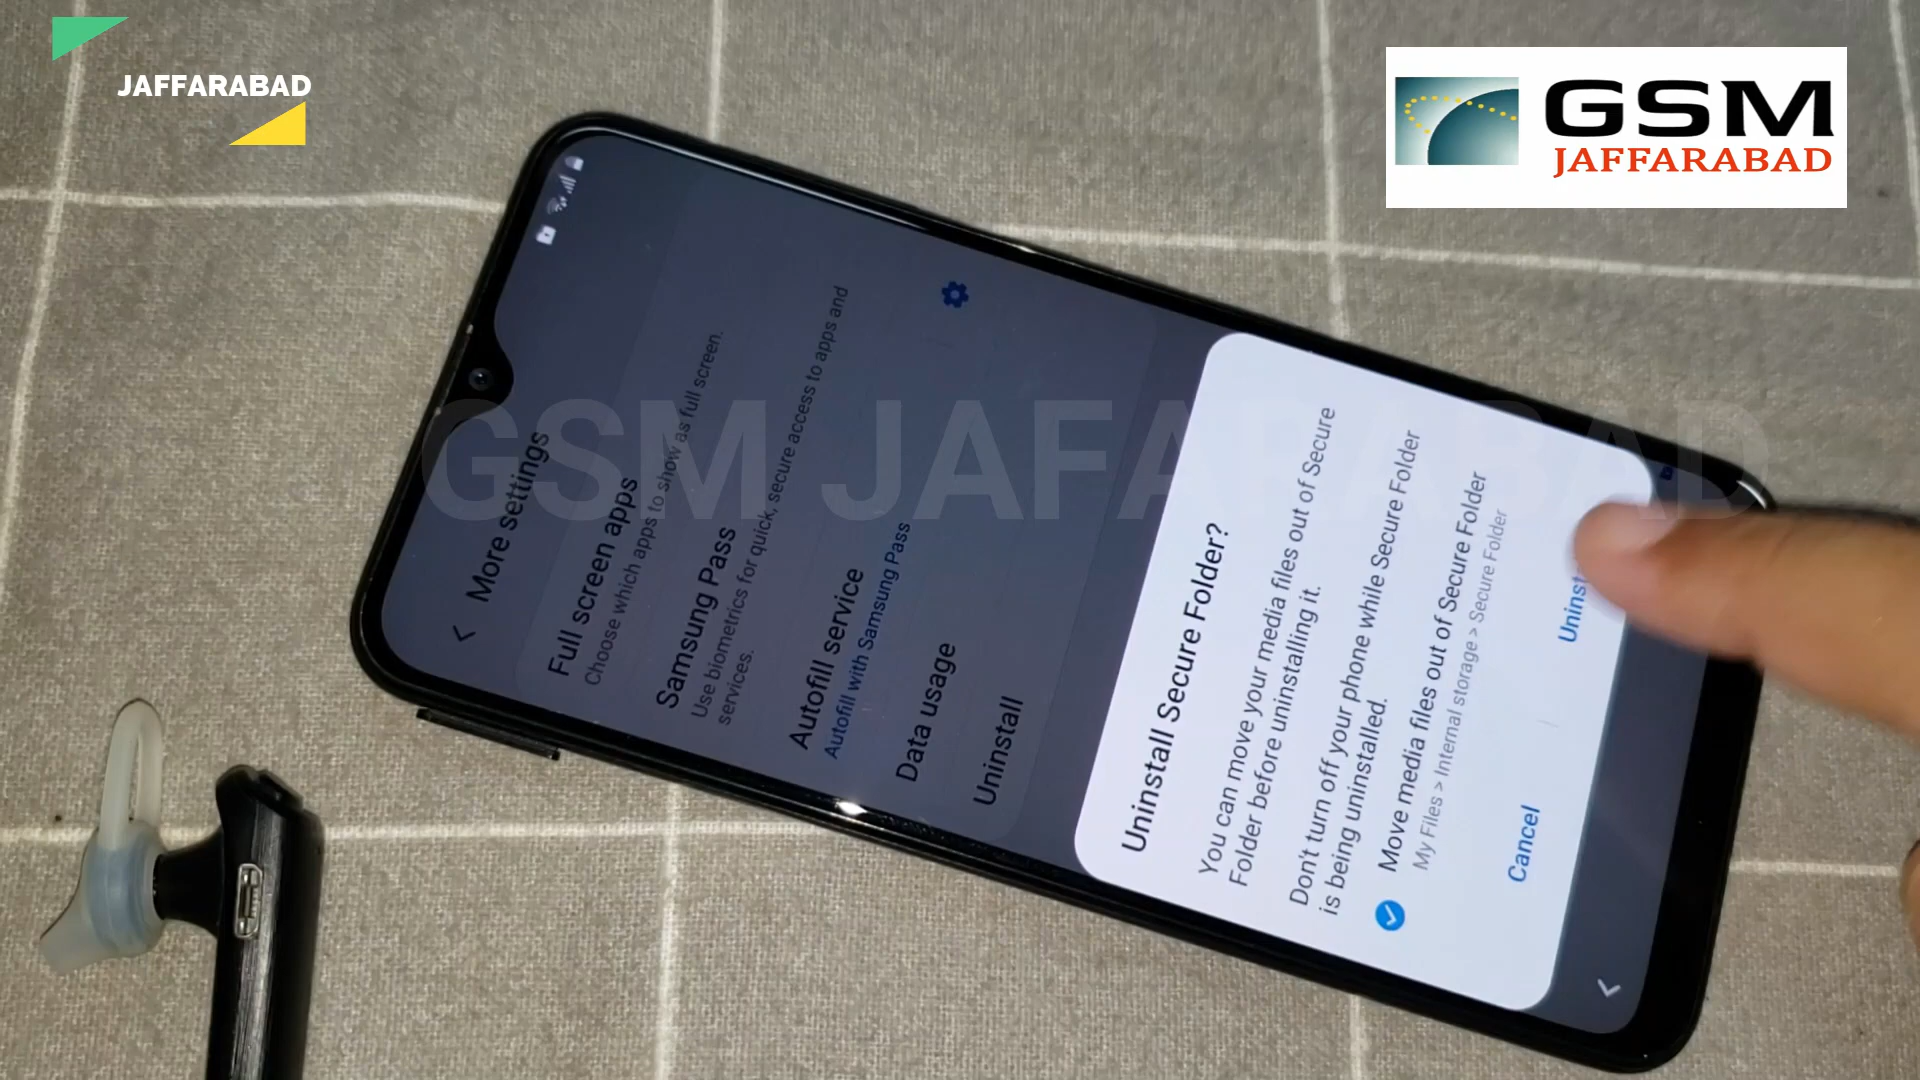 JAFFARABAD
GSM
JAFFARABAD
GSM JAFARABAD
More settings
Full screen apps
Choose which apps to show as full screen.
Samsung Pass
Use biometrics for quick, secure access to apps and
services.
Autofill service
Autofill with Samsung Pass
Data usage
Uninstall
Uninstall Secure Folder?
You can move your media files out of Secure
Folder before uninstalling it.
Don't turn off your phone while Secure Folder
is being uninstalled.
Move media files out of Secure Folder
My Files > Internal storage > Secure Folder
Cancel